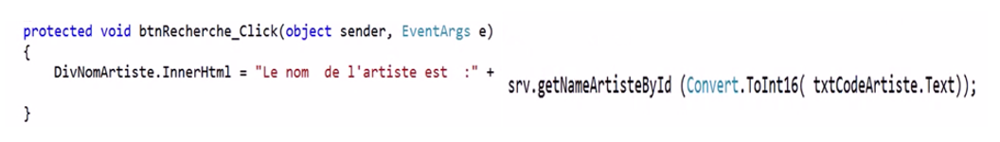 protected void btnRecherche_Click(object sender, EventArgs e)
{
DivNomArtiste.InnerHtml = "Le nom  de l'artiste est  :" +
srv.getNameArtisteById (Convert.ToInt16( txtCodeArtiste.Text));
}